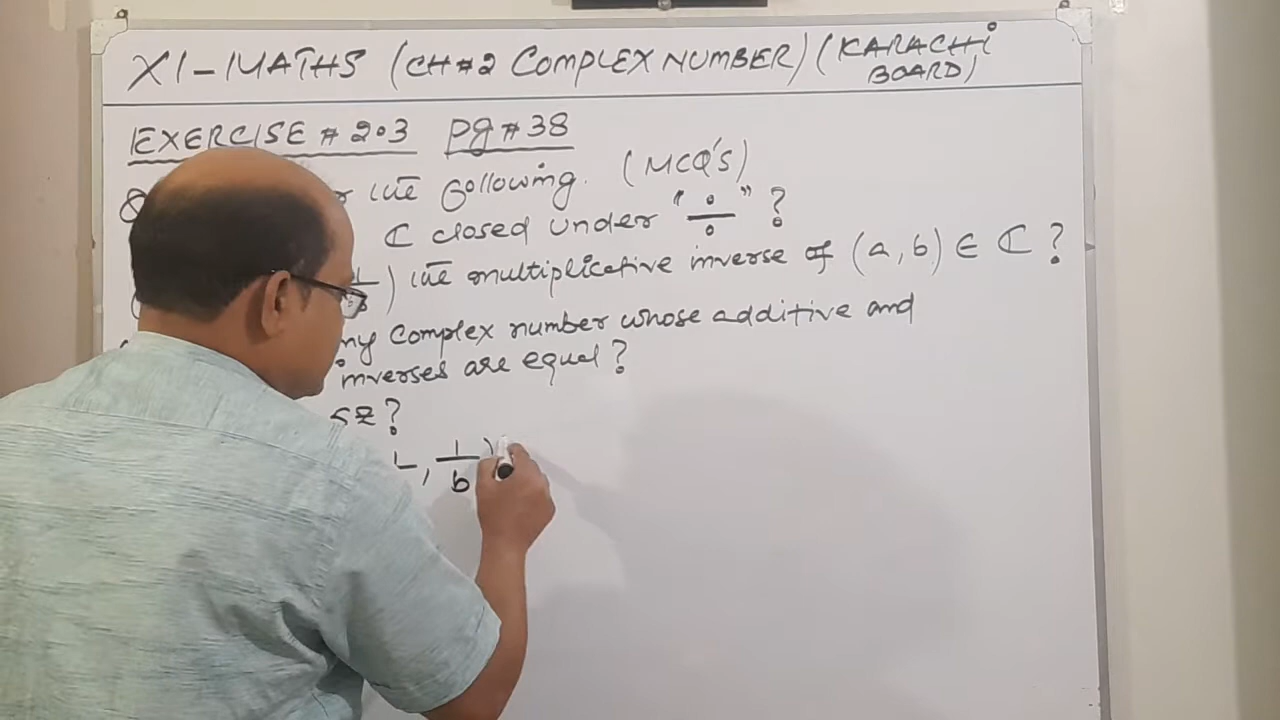 XI-MATHS (CH#2 COMPLEX NUMBER) (KARACHI BOARD)
EXERCISE # 2.3 Pg # 38
Q the following. (MCQ'S)
C closed under "÷" ?
) the multiplicative inverse of (a, b) ∈ C ?
ny complex number whose additive and
inverses are equal ?
z ?
, 1/b )